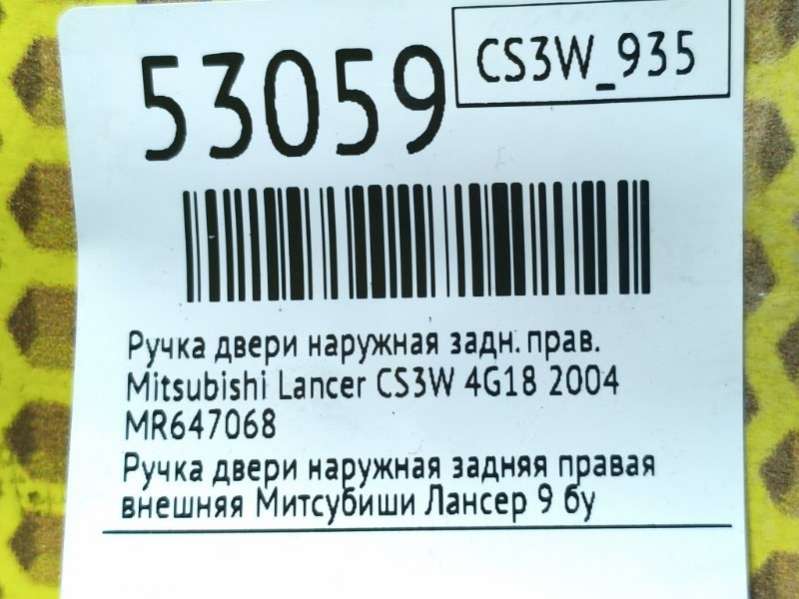 53059
CS3W_935
Ручка двери наружная задн. прав.
Mitsubishi Lancer CS3W 4G18 2004
MR647068
Ручка двери наружная задняя правая
внешняя Митсубиши Лансер 9 бу